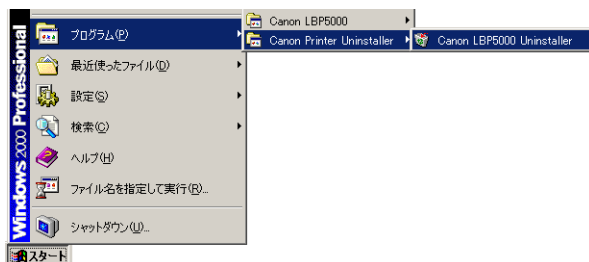 Windows 2000 Professional
プログラム(P)
最近使ったファイル(D)
設定(S)
検索(C)
ヘルプ(H)
ファイル名を指定して実行(R)...
シャットダウン(U)...
スタート
Canon LBP5000
Canon Printer Uninstaller
Canon LBP5000 Uninstaller